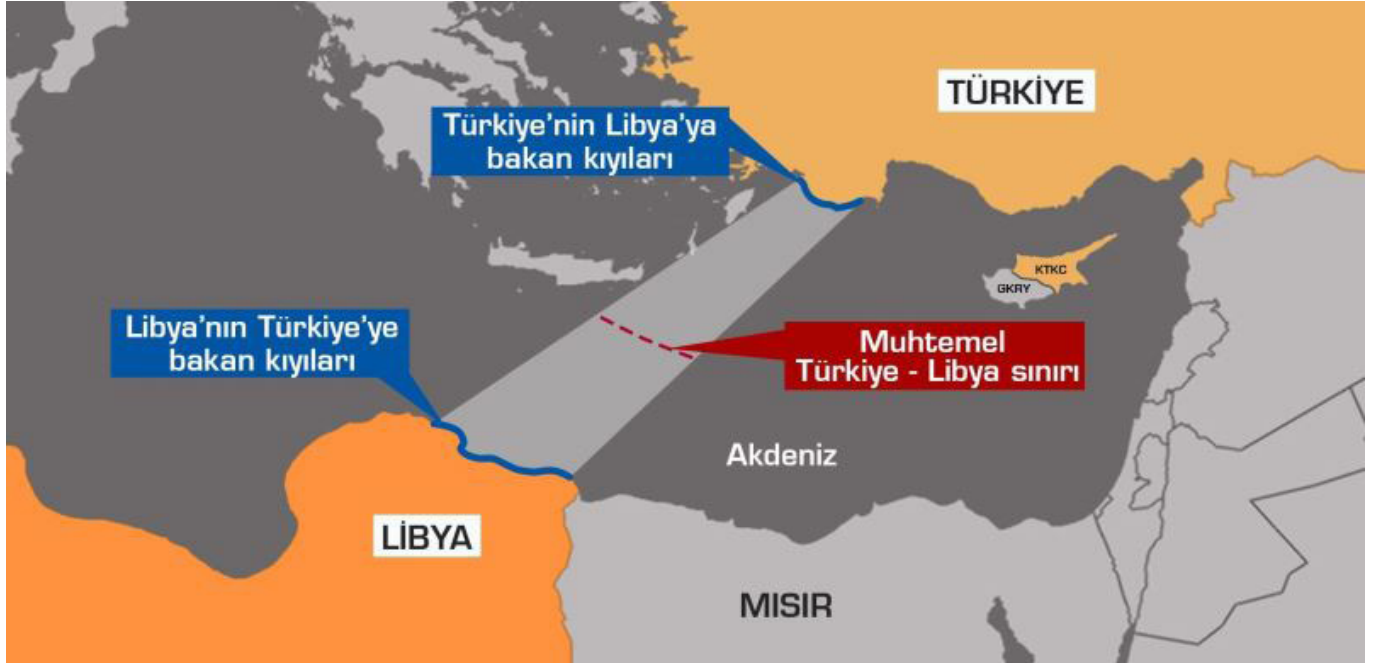 TÜRKİYE
Türkiye'nin Libya'ya
bakan kıyıları
KTKC
GKRY
Libya'nın Türkiye'ye
bakan kıyıları
Muhtemel
Türkiye - Libya sınırı
Akdeniz
LİBYA
MISIR